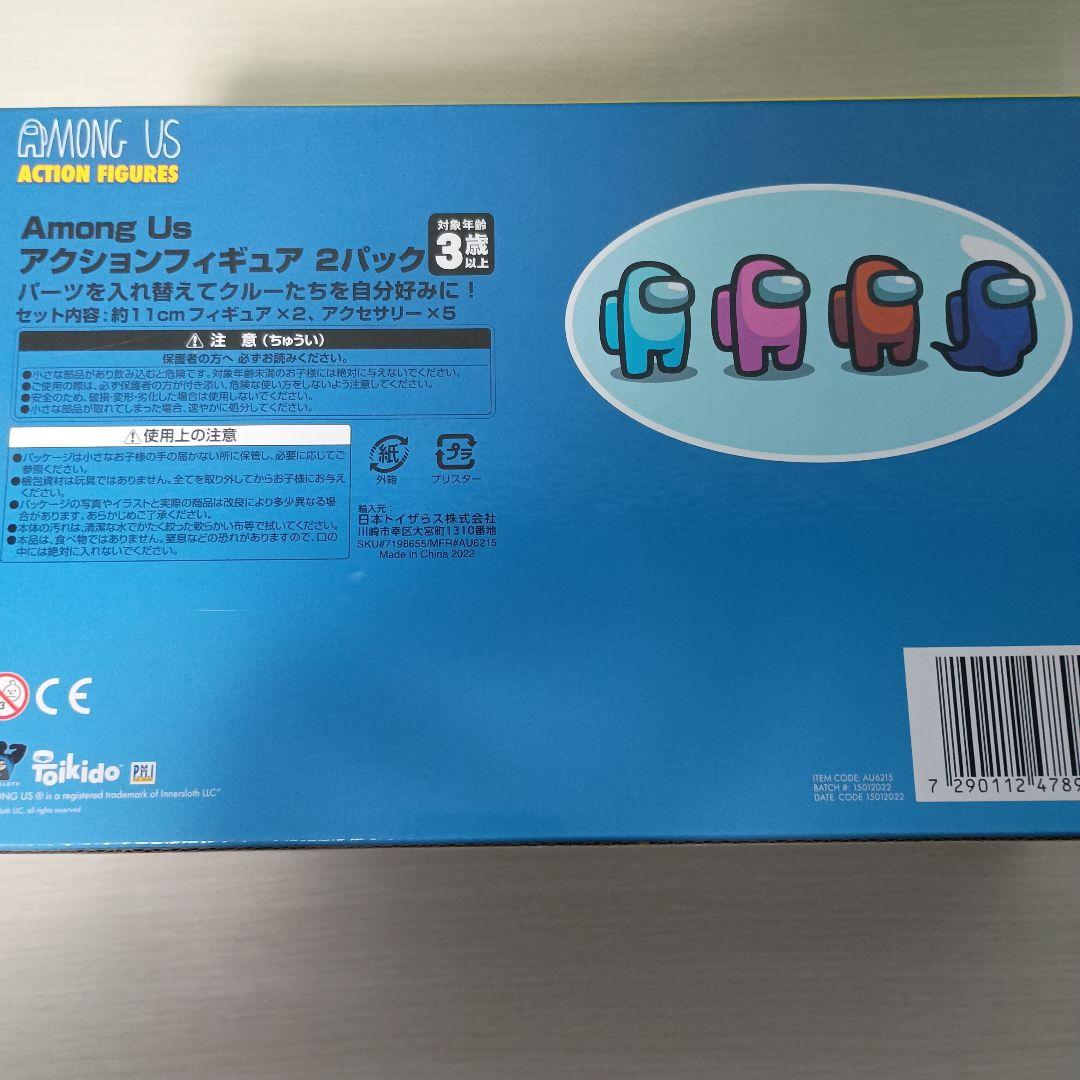 AMONG US
ACTION FIGURES
Among Us
アクションフィギュア 2パック
対象年齢
3歳
以上
パーツを入れ替えてクルーたちを自分好みに！
セット内容：約11cmフィギュア×2、アクセサリー×5
⚠ 注 意(ちゅうい)
保護者の方へ 必ずお読みください。
●小さな部品があり飲み込むと危険です。対象年齢未満のお子様には絶対に与えないでください。
●ご使用の際は、必ず保護者の方が付き添い、危険な使い方をしないよう注意してください。
●安全のため、破損・変形・劣化した場合は使用しないでください。
●小さな部品が取れてしまった場合、速やかに処分してください。
⚠使用上の注意
●パッケージは小さなお子様の手の届かない所に保管し、必要に応じてご
参照ください。
●梱包資材は玩具ではありません。全てを取り外してからお子様にお与え
ください。
●パッケージの写真やイラストと実際の商品は改良により多少異なる場
合があります。あらかじめご了承ください。
●本体の汚れは、清潔な水でかたく絞った軟らかい布等で拭いてください。
●本品は、食べ物ではありません。窒息などの恐れがありますので、口の
中には絶対に入れないでください。
紙
外箱
プラ
ブリスター
輸入元：
日本トイザらス株式会社
川崎市幸区大宮町1310番地
SKU#7198655/MFR#AU6215
Made in China 2022
3
CE
Toikido
P.M.I
ONG US ® is a registered trademark of Innersloth LLC"
loth LLC, all rights reserved
ITEM CODE: AU6215
BATCH #: 15012022
DATE CODE 15012022
7 290112 4789